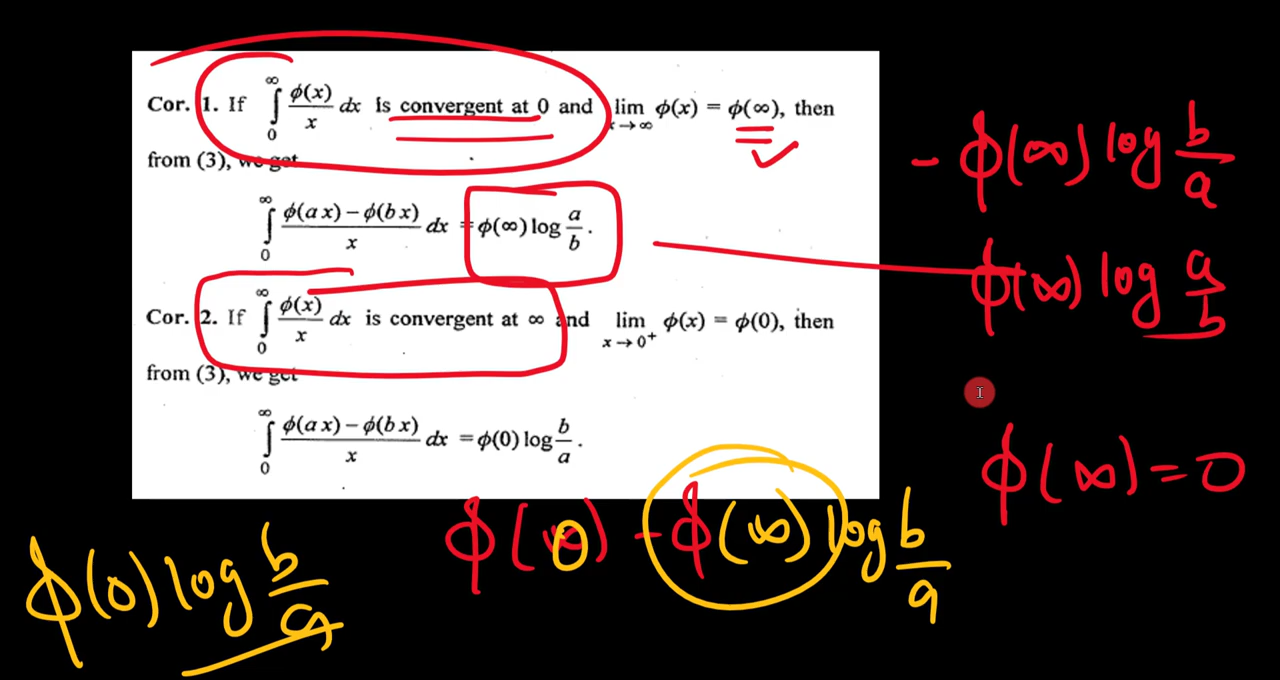 Cor. 1. If ∫₀^∞ ϕ(x)/x dx is convergent at 0 and lim x→∞ ϕ(x) = ϕ(∞), then
from (3), we get
∫₀^∞ ϕ(ax) − ϕ(bx)/x dx = ϕ(∞) log a/b.
Cor. 2. If ∫₀^∞ ϕ(x)/x dx is convergent at ∞ and lim x→0⁺ ϕ(x) = ϕ(0), then
from (3), we get
∫₀^∞ ϕ(ax) − ϕ(bx)/x dx = ϕ(0) log b/a.
- ϕ(∞) log b/a
ϕ(∞) log a/b
ϕ(∞) = 0
ϕ(0) - ϕ(∞) log b/a
ϕ(0) log b/a